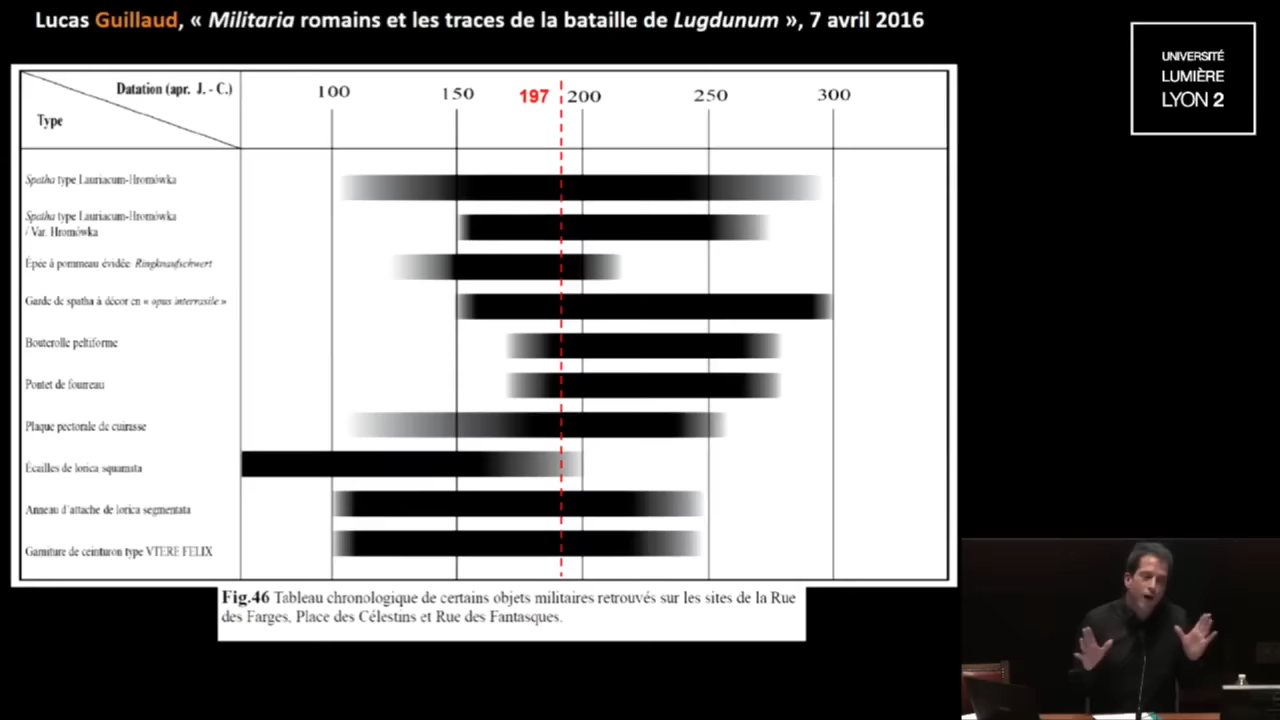 Lucas Guillaud, « Militaria romains et les traces de la bataille de Lugdunum », 7 avril 2016
UNIVERSITÉ
LUMIÈRE
LYON 2
Datation (apr. J. - C.)
Type
100
150
197
200
250
300
Spatha type Lauriacum-Hromówka
Spatha type Lauriacum-Hromówka
/ Var. Hromówka
Épée à pommeau évidée Ringknaufschwert
Garde de spatha à décor en « opus interrasile »
Bouterolle peltiforme
Pontet de fourreau
Plaque pectorale de cuirasse
Écailles de lorica squamata
Anneau d'attache de lorica segmentata
Garniture de ceinturon type VTERE FELIX
Fig.46 Tableau chronologique de certains objets militaires retrouvés sur les sites de la Rue
des Farges, Place des Célestins et Rue des Fantasques.